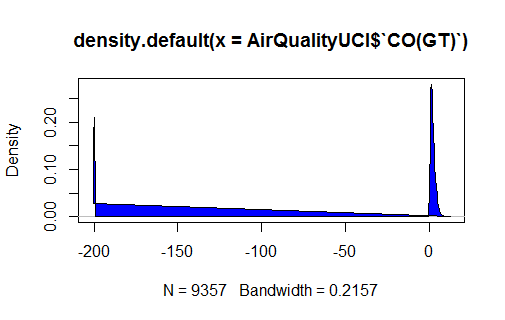 density.default(x = AirQualityUCI$`CO(GT)`)
Density
0.20
0.10
0.00
-200
-150
-100
-50
0
N = 9357 Bandwidth = 0.2157